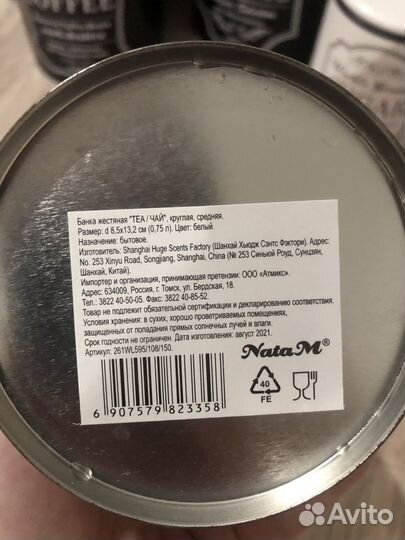 COFFEE
Банка жестяная "TEA / ЧАЙ", круглая, средняя.
Размер: d 8,5x13,2 см (0,75 л). Цвет: белый.
Назначение: бытовое.
Изготовитель: Shanghai Huge Scents Factory (Шанхай Хьюдж Сэнтс Фэктори). Адрес:
No. 253 Xinyu Road, Songjiang, Shanghai, China (№ 253 Синьюй Роуд, Сунцзян,
Шанхай, Китай).
Импортер и организация, принимающая претензии: ООО «Атмикс».
Адрес: 634009, Россия, г. Томск, ул. Бердская, 18.
Тел.: 3822 40-50-05. Факс: 3822 40-85-52.
Товар не подлежит обязательной сертификации и декларированию соответствия.
Условия хранения: в сухих, хорошо проветриваемых помещениях,
защищенных от попадания прямых солнечных лучей и влаги.
Срок годности не ограничен. Дата изготовления: август 2021.
Артикул: 261WL595/108/150.
NataM®
40
FE
6 907579 823358
Avito